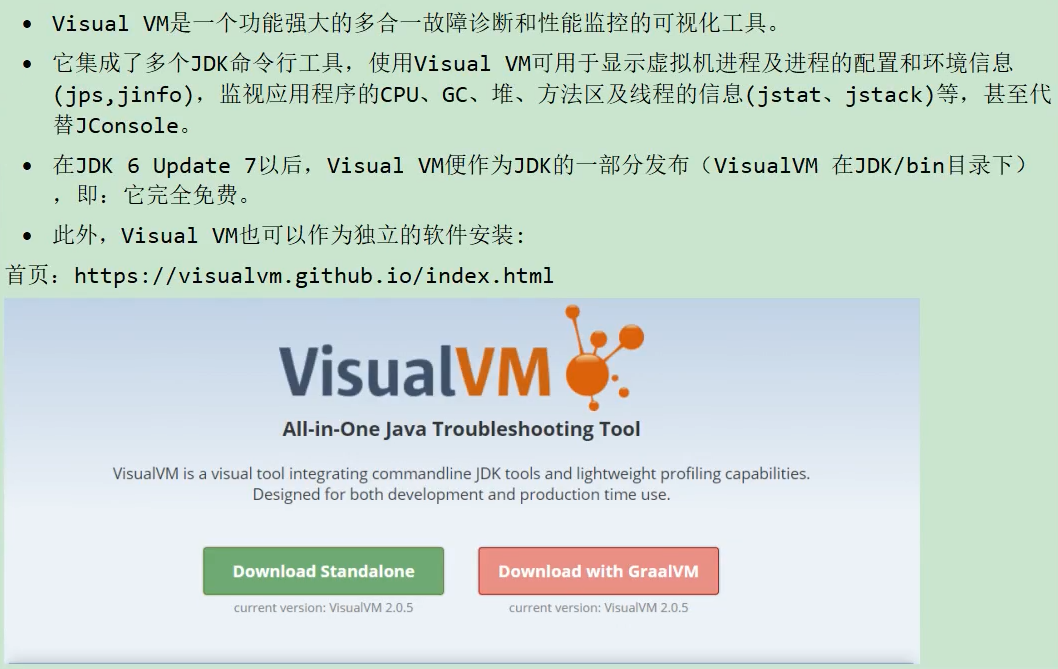 • Visual VM是一个功能强大的多合一故障诊断和性能监控的可视化工具。
• 它集成了多个JDK命令行工具，使用Visual VM可用于显示虚拟机进程及进程的配置和环境信息
(jps,jinfo)，监视应用程序的CPU、GC、堆、方法区及线程的信息(jstat、jstack)等，甚至代
替JConsole。
• 在JDK 6 Update 7以后，Visual VM便作为JDK的一部分发布（VisualVM 在JDK/bin目录下）
，即：它完全免费。
• 此外，Visual VM也可以作为独立的软件安装：
首页：https://visualvm.github.io/index.html
VisualVM
All-in-One Java Troubleshooting Tool
VisualVM is a visual tool integrating commandline JDK tools and lightweight profiling capabilities.
Designed for both development and production time use.
Download Standalone Download with GraalVM
current version: VisualVM 2.0.5 current version: VisualVM 2.0.5